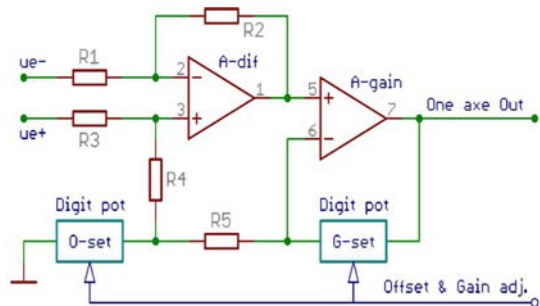 R2
R1
A-dif
ue-
2
-
1
5
+
A-gain
7
One axe Out
3
+
6
-
ue+
R3
R4
Digit pot
R5
Digit pot
O-set
G-set
Offset & Gain adj.